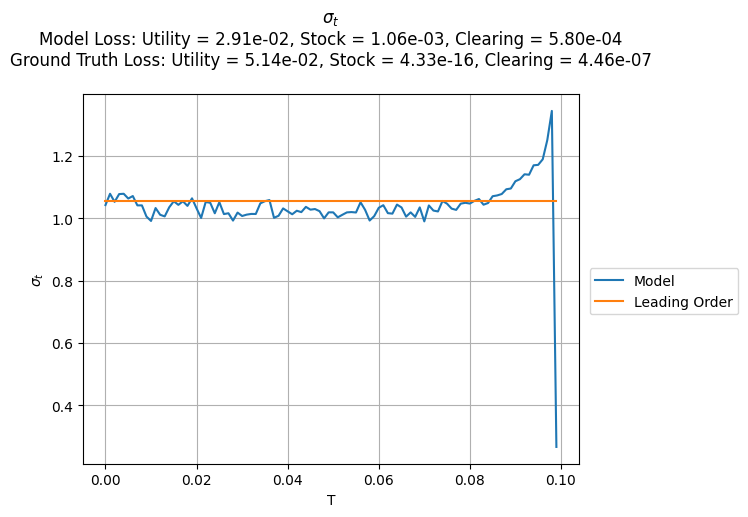 σt
Model Loss: Utility = 2.91e-02, Stock = 1.06e-03, Clearing = 5.80e-04
Ground Truth Loss: Utility = 5.14e-02, Stock = 4.33e-16, Clearing = 4.46e-07
1.2
1.0
0.8
0.6
0.4
σt
0.00 0.02 0.04 0.06 0.08 0.10
T
Model
Leading Order